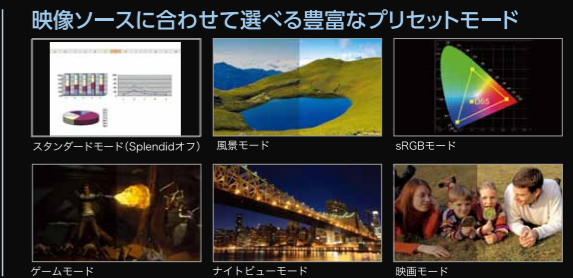 映像ソースに合わせて選べる豊富なプリセットモード
スタンダードモード(Splendidオフ)
風景モード
D65
sRGBモード
ゲームモード
ナイトビューモード
映画モード